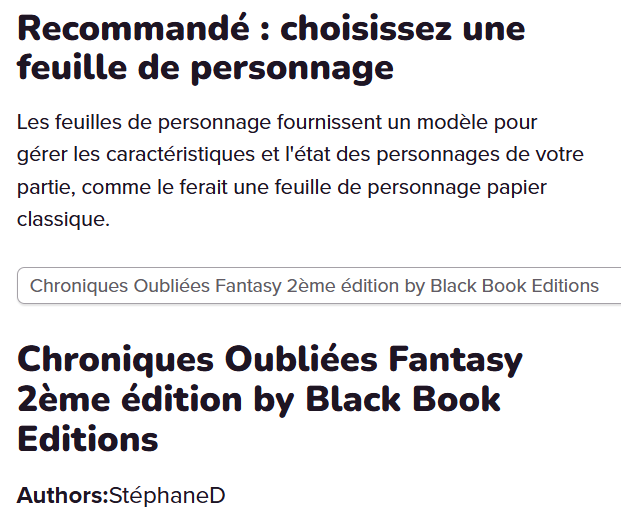 Recommandé : choisissez une
feuille de personnage
Les feuilles de personnage fournissent un modèle pour
gérer les caractéristiques et l'état des personnages de votre
partie, comme le ferait une feuille de personnage papier
classique.
Chroniques Oubliées Fantasy 2ème édition by Black Book Editions
Chroniques Oubliées Fantasy
2ème édition by Black Book
Editions
Authors:StéphaneD